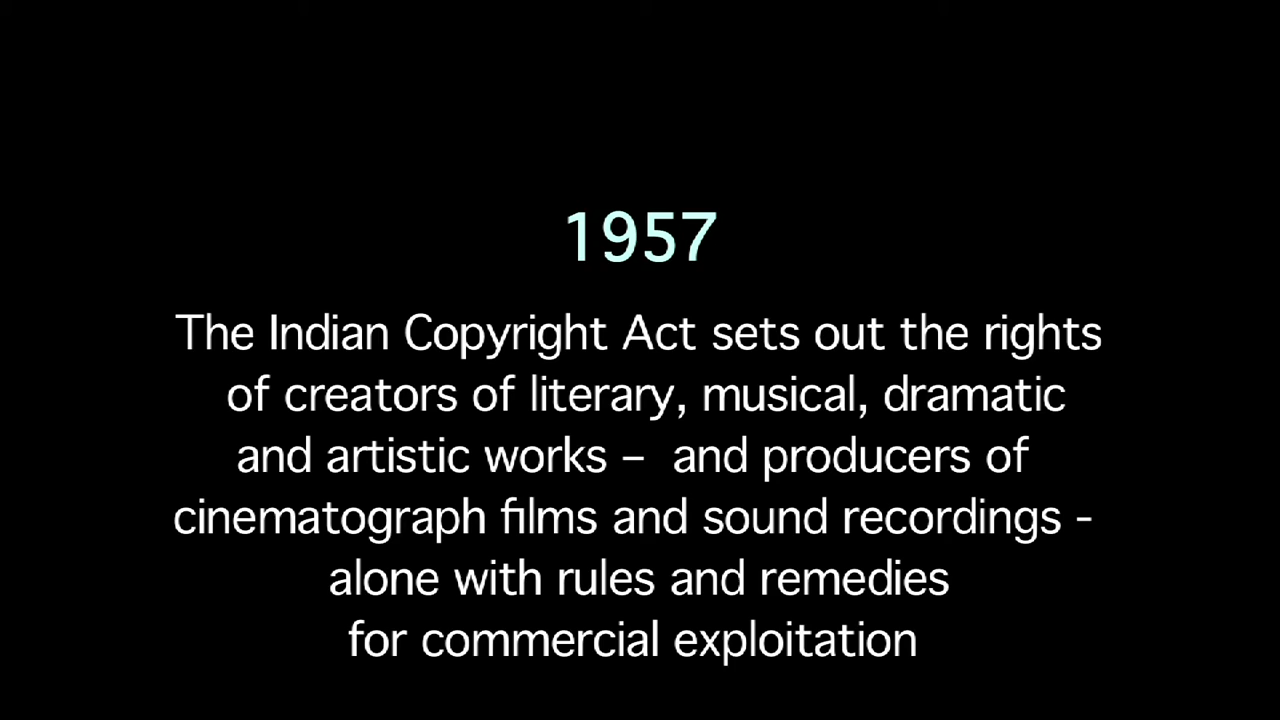 1957
The Indian Copyright Act sets out the rights
of creators of literary, musical, dramatic
and artistic works – and producers of
cinematograph films and sound recordings -
alone with rules and remedies
for commercial exploitation